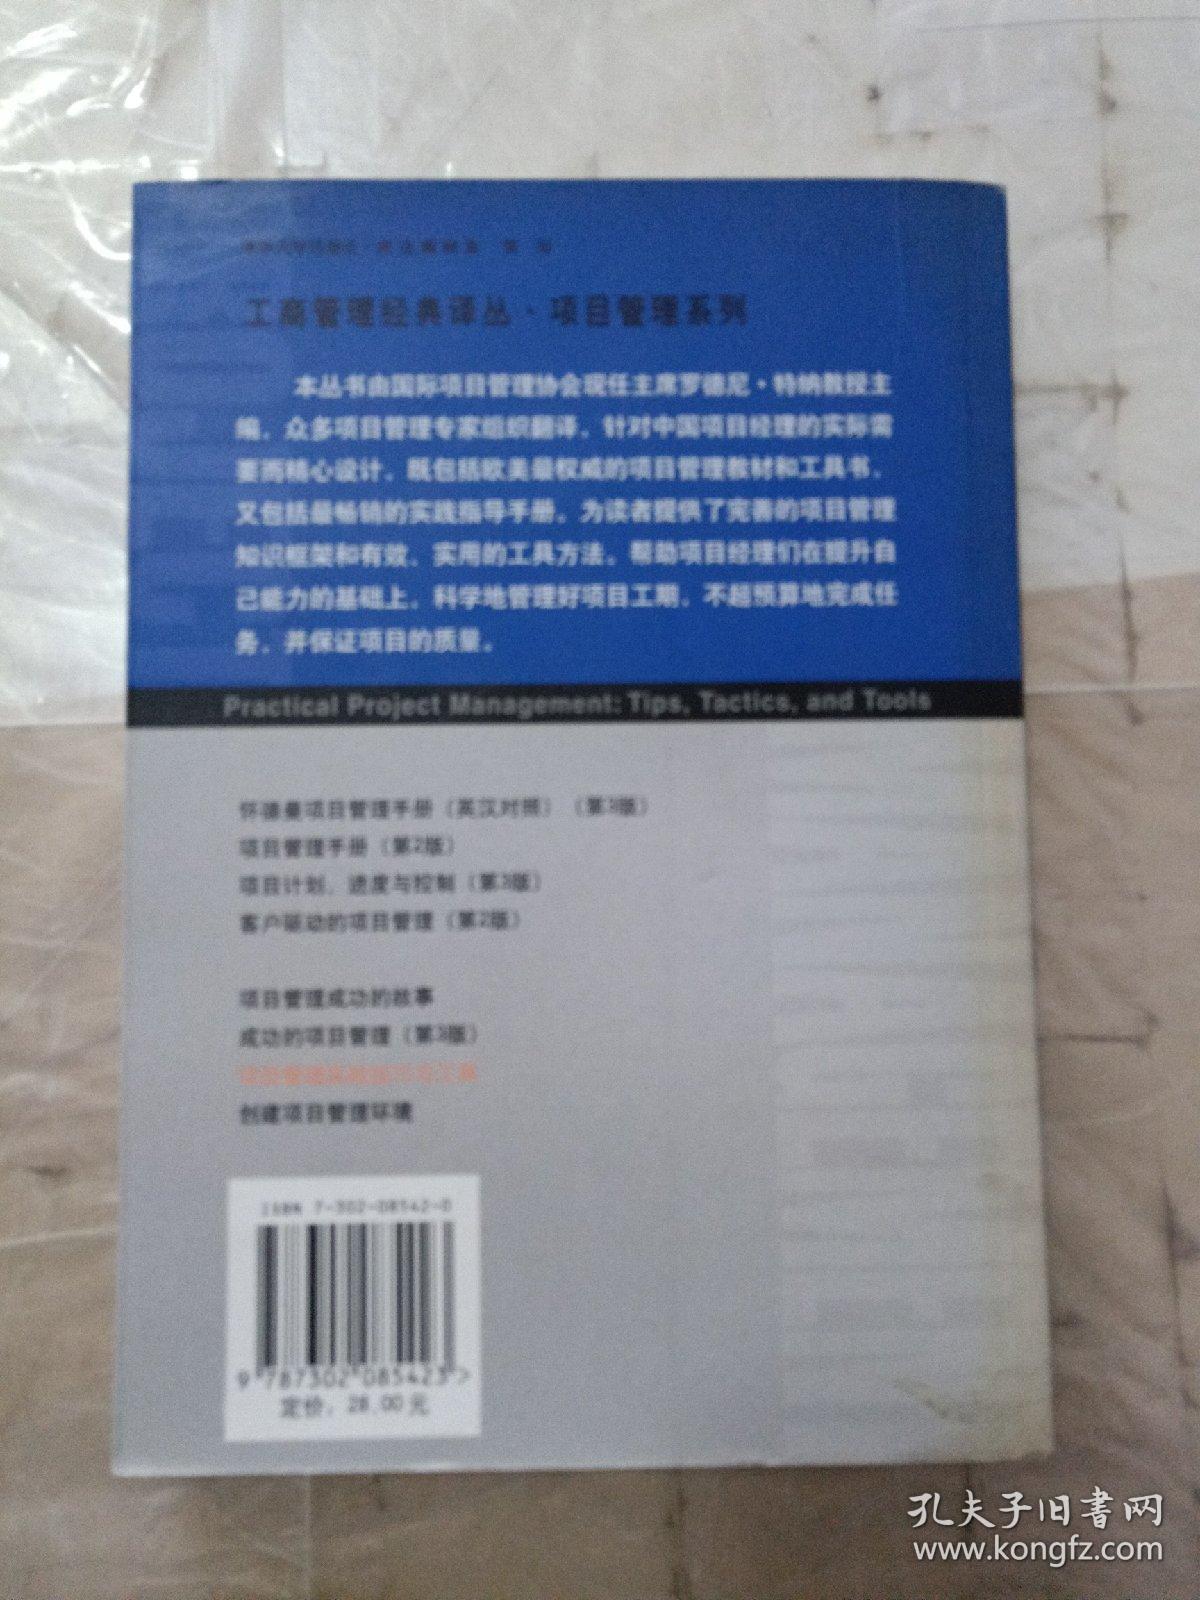 工商管理经典译丛·项目管理系列
本丛书由国际项目管理协会现任主席罗德尼·特纳教授主
编，众多项目管理专家组织翻译，针对中国项目经理的实际需
要而精心设计，既包括欧美最权威的项目管理教材和工具书，
又包括最畅销的实践指导手册，为读者提供了完善的项目管理
知识框架和有效、实用的工具方法，帮助项目经理们在提升自
己能力的基础上，科学地管理好项目工期，不超预算地完成任
务，并保证项目的质量。
Practical Project Management: Tips, Tactics, and Tools
怀德曼项目管理手册（英汉对照）（第3版）
项目管理手册（第2版）
项目计划、进度与控制（第3版）
客户驱动的项目管理（第2版）
项目管理成功的故事
成功的项目管理（第3版）
创建项目管理环境
ISBN 7-302-08542-0
9 787302 085423 >
定价：28.00元
孔夫子旧书网
www.kongfz.com